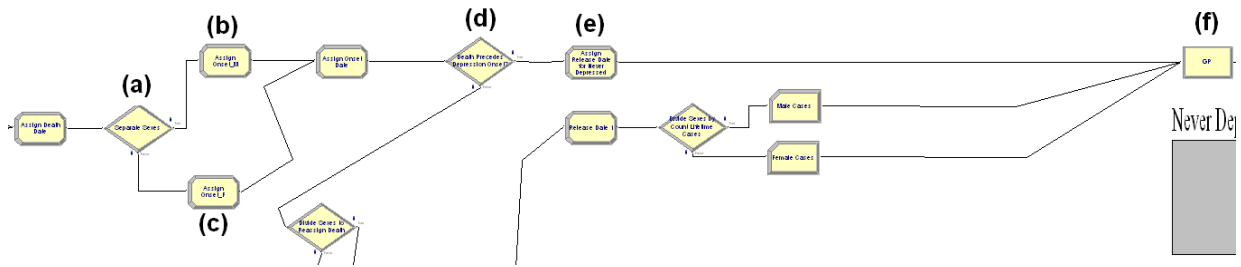 (a)
(b)
(c)
(d)
(e)
(f)
Assign Death
Date
Separate Sexes
True
False
Assign
Onset_M
Assign
Onset_F
Assign Onset
Date
Death Precedes
Depression Onset?
True
False
Assign
Release Date
for Never
Depressed
GP
Release Date 1
Divide Sexes by
Count Lifetime
Cases
True
False
Male Cases
Female Cases
Divide Sexes to
Reassign Death
True
False
Never Dep